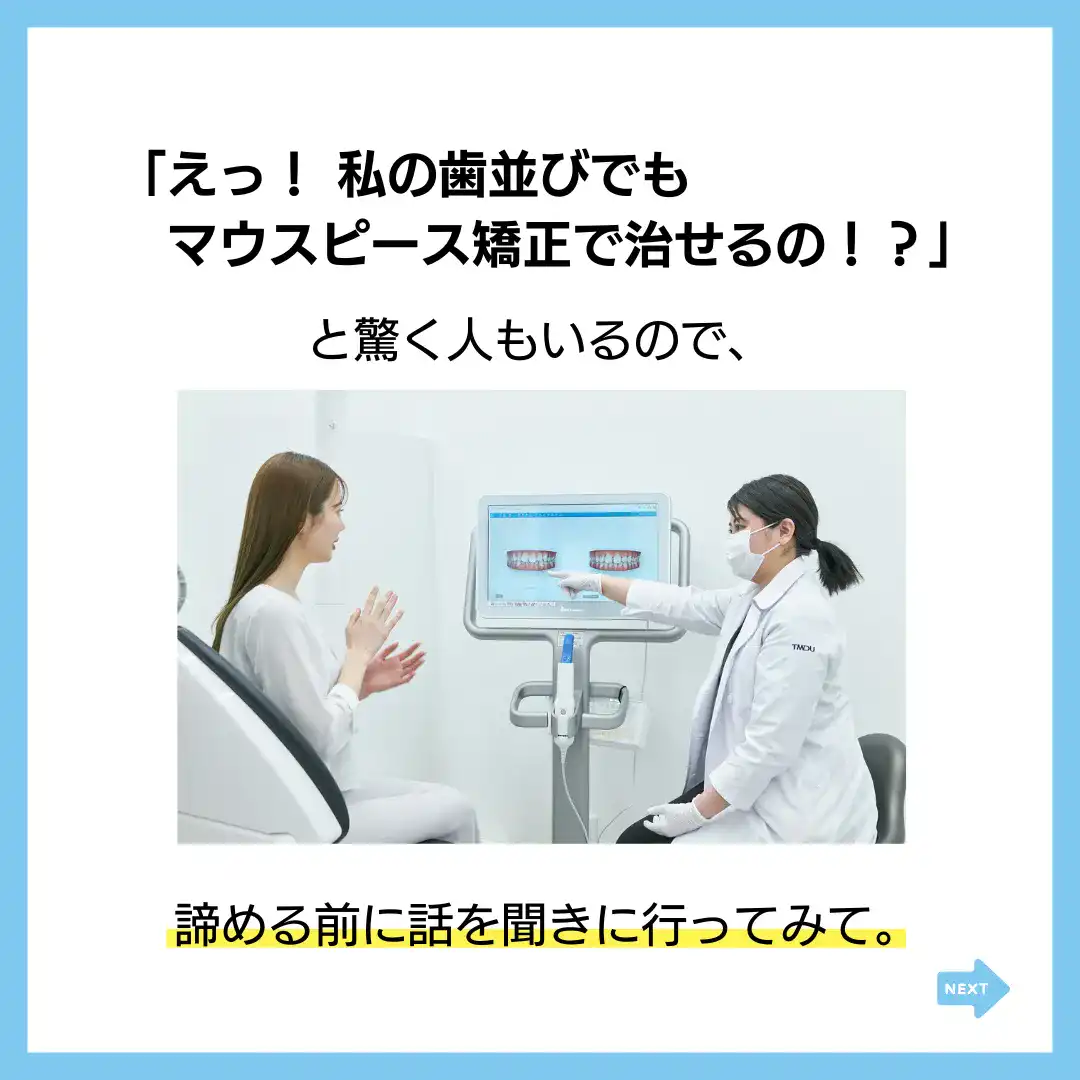 「えっ！ 私の歯並びでも
マウスピース矯正で治せるの！？」
と驚く人もいるので、
TMDU
諦める前に話を聞きに行ってみて。
NEXT